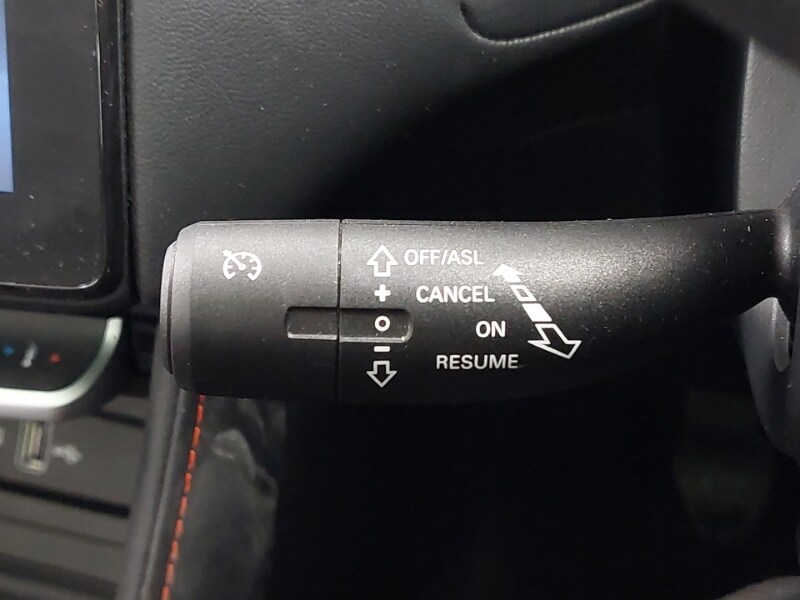 OFF/ASL
+ CANCEL
O ON
− RESUME